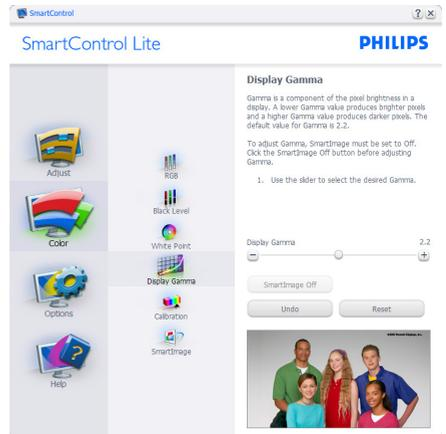 SmartControl
SmartControl Lite
PHILIPS
Adjust
Color
Options
Help
RGB
Black Level
White Point
Display Gamma
Calibration
SmartImage
Display Gamma
Gamma is a component of the pixel brightness in a
display. A lower Gamma value produces brighter pixels
and a higher Gamma value produces darker pixels. The
default value for Gamma is 2.2.
To adjust Gamma, SmartImage must be set to Off.
Click the SmartImage Off button before adjusting
Gamma.
1. Use the slider to select the desired Gamma.
Display Gamma 2.2
SmartImage Off
Undo Reset